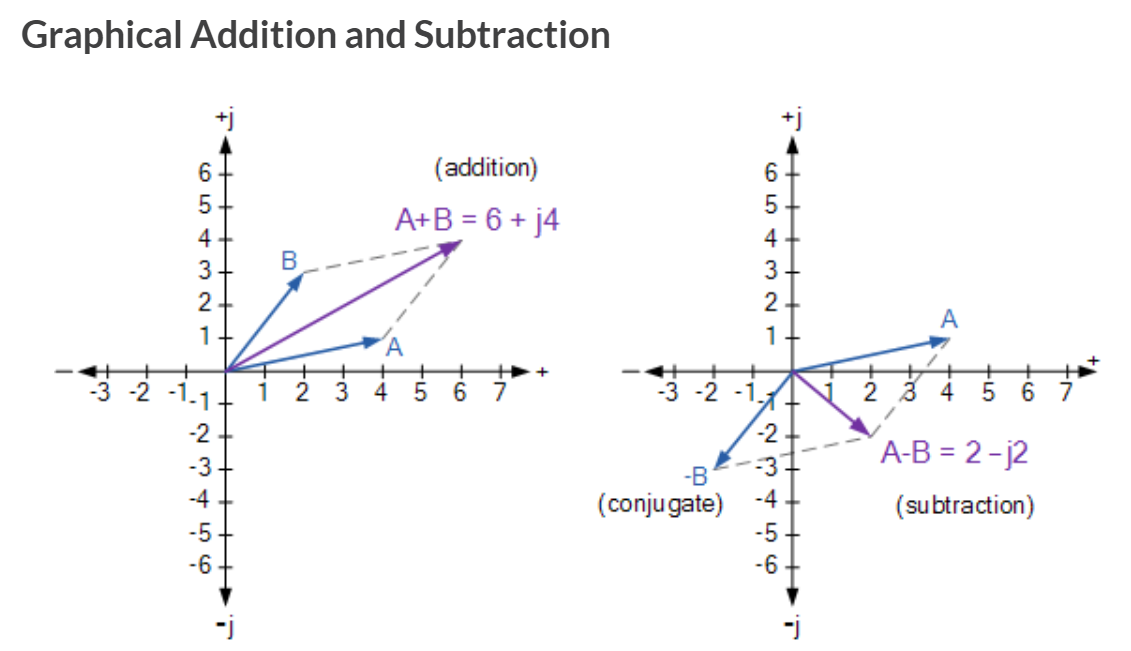 Graphical Addition and Subtraction
+j
6
(addition)
5
A+B = 6 + j4
4
B
3
2
1
A
− -3 -2 -1 1 2 3 4 5 6 7 +
-1
-2
-3
-4
-5
-6
-j
+j
6
5
4
3
2
A
1
− -3 -2 -1 1 2 3 4 5 6 7 +
-1
-2
A-B = 2 – j2
-3
-B
(conjugate)
-4
(subtraction)
-5
-6
-j